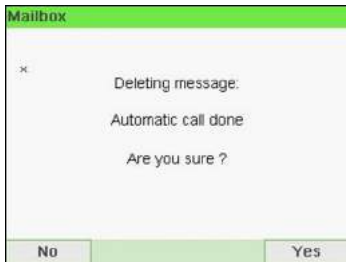 Mailbox
×
Deleting message:
Automatic call done
Are you sure ?
No Yes